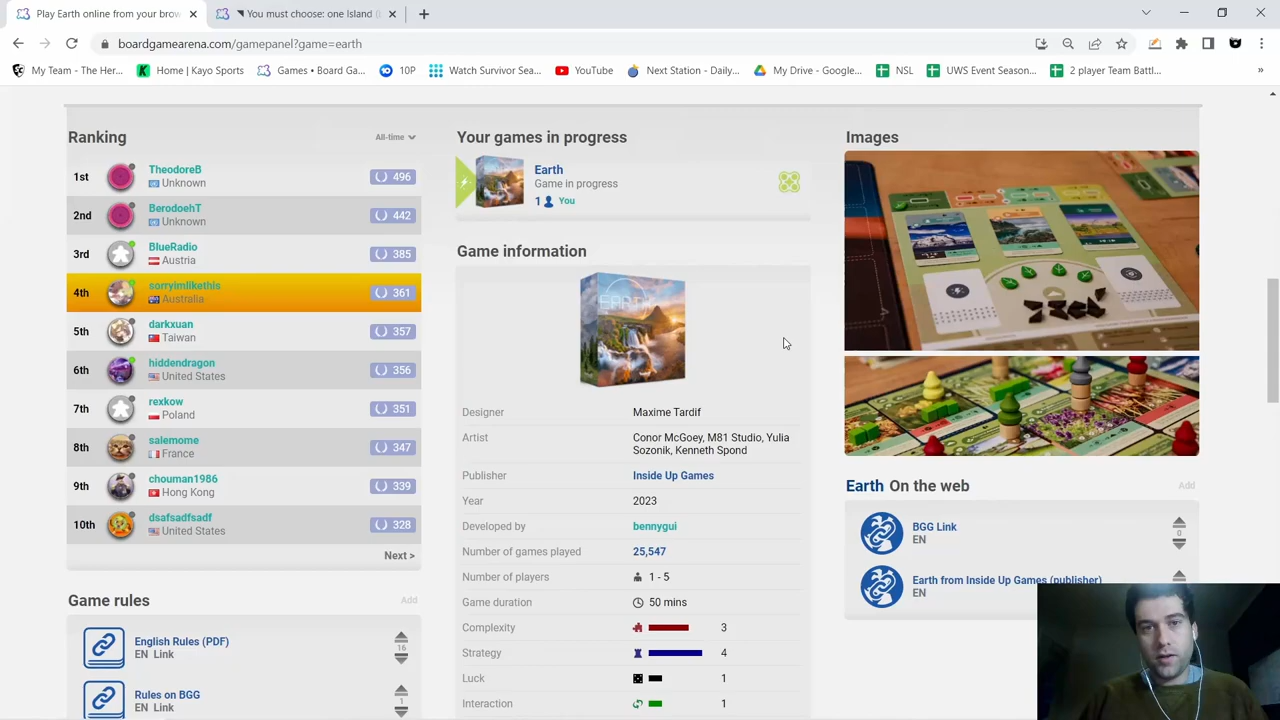 Play Earth online from your brow
You must choose: one Island (
boardgamearena.com/gamepanel?game=earth
My Team - The Her...
Home | Kayo Sports
Games • Board Ga...
10P
Watch Survivor Sea...
YouTube
Next Station - Daily...
My Drive - Google...
NSL
UWS Event Season...
2 player Team Battl...
»
Ranking
All-time
1st
TheodoreB
Unknown
496
2nd
BerodoehT
Unknown
442
3rd
BlueRadio
Austria
385
4th
sorryimlikethis
Australia
361
5th
darkxuan
Taiwan
357
6th
hiddendragon
United States
356
7th
rexkow
Poland
351
8th
salemome
France
347
9th
chouman1986
Hong Kong
339
10th
dsafsadfsadf
United States
328
Next >
Game rules
Add
English Rules (PDF)
EN Link
16
Rules on BGG
EN Link
1
Your games in progress
Earth
Game in progress
1 You
Game information
EARTH
Designer Maxime Tardif
Artist Conor McGoey, M81 Studio, Yulia
Sozonik, Kenneth Spond
Publisher Inside Up Games
Year 2023
Developed by bennygui
Number of games played 25,547
Number of players 1 - 5
Game duration 50 mins
Complexity 3
Strategy 4
Luck 1
Interaction 1
Images
Earth On the web
Add
BGG Link
EN
0
Earth from Inside Up Games (publisher)
EN